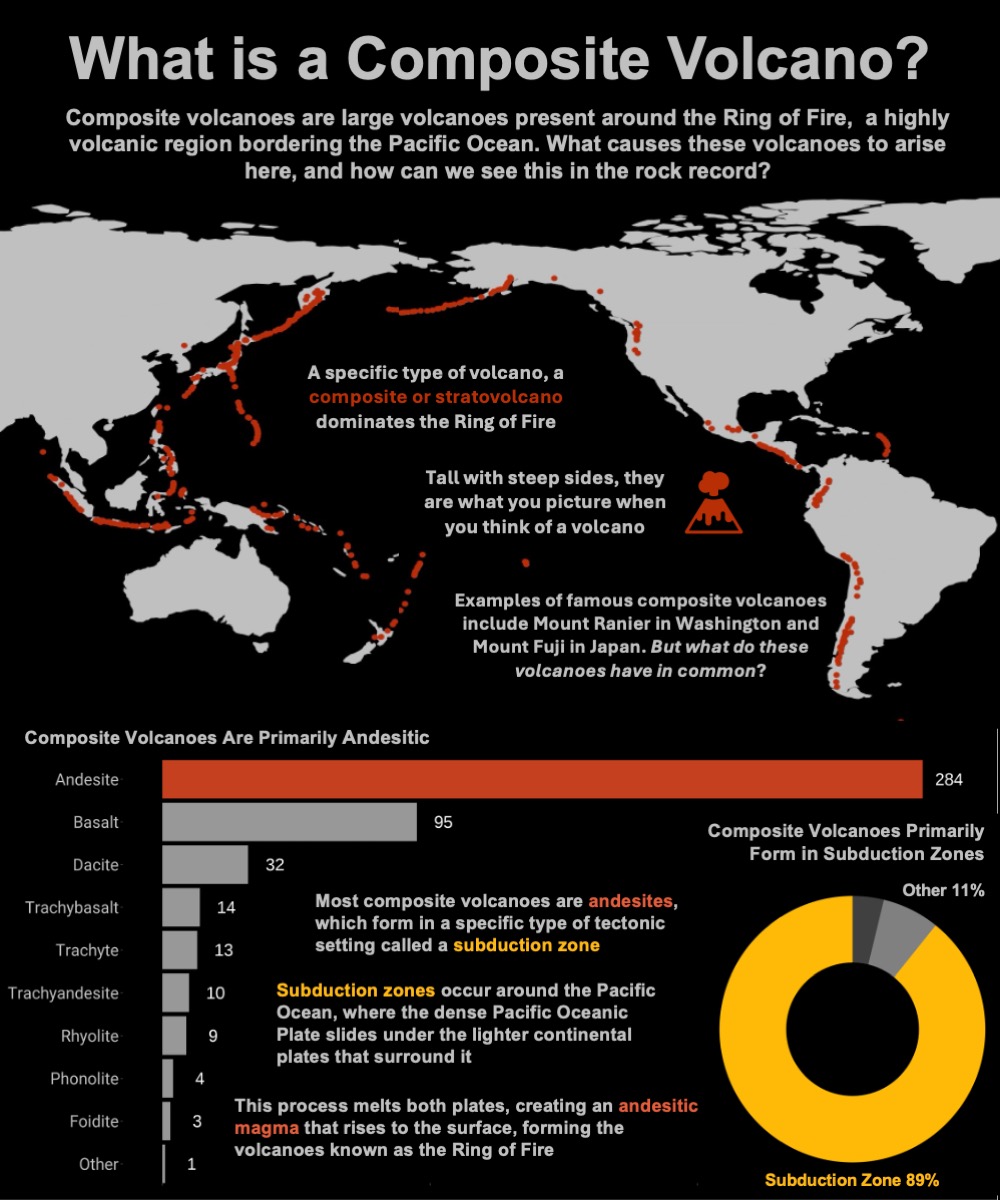 What is a Composite Volcano?
Composite volcanoes are large volcanoes present around the Ring of Fire, a highly
volcanic region bordering the Pacific Ocean. What causes these volcanoes to arise
here, and how can we see this in the rock record?
A specific type of volcano, a
composite or stratovolcano
dominates the Ring of Fire
Tall with steep sides, they
are what you picture when
you think of a volcano
Examples of famous composite volcanoes
include Mount Ranier in Washington and
Mount Fuji in Japan. But what do these
volcanoes have in common?
Composite Volcanoes Are Primarily Andesitic
Andesite 284
Basalt 95
Dacite 32
Trachybasalt 14
Trachyte 13
Trachyandesite 10
Rhyolite 9
Phonolite 4
Foidite 3
Other 1
Most composite volcanoes are andesites,
which form in a specific type of tectonic
setting called a subduction zone
Subduction zones occur around the Pacific
Ocean, where the dense Pacific Oceanic
Plate slides under the lighter continental
plates that surround it
This process melts both plates, creating an andesitic
magma that rises to the surface, forming the
volcanoes known as the Ring of Fire
Composite Volcanoes Primarily
Form in Subduction Zones
Other 11%
Subduction Zone 89%